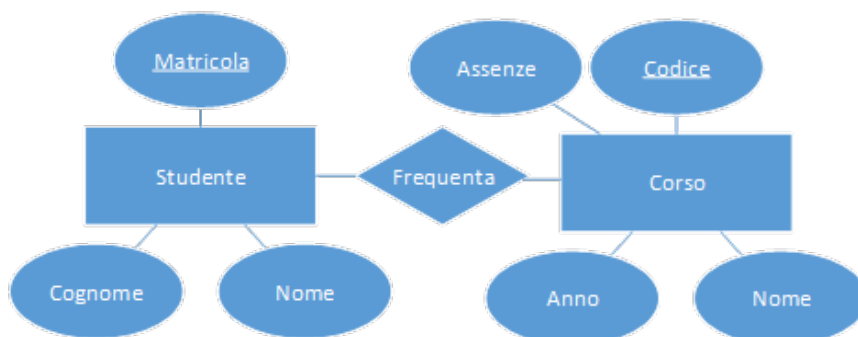 Matricola
Assenze
Codice
Studente
Frequenta
Corso
Cognome
Nome
Anno
Nome